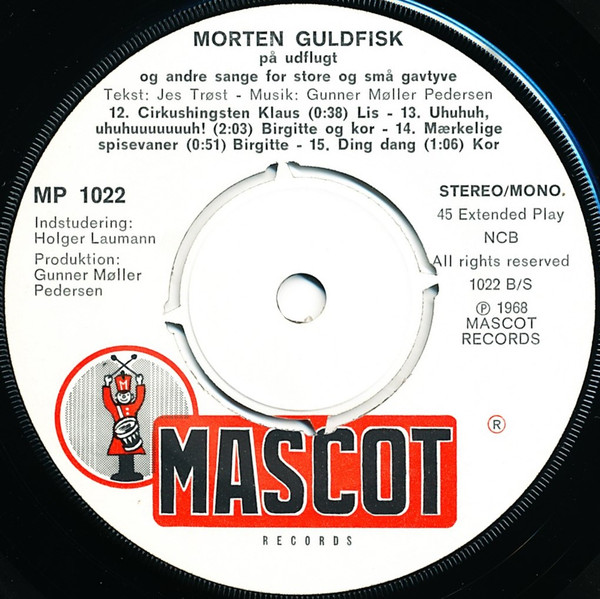 MORTEN GULDFISK
på udflugt
og andre sange for store og små gavtyve
Tekst: Jes Trøst - Musik: Gunner Møller Pedersen
12. Cirkushingsten Klaus (0:38) Lis - 13. Uhuhuh,
uhuhuuuuuuuh! (2:03) Birgitte og kor - 14. Mærkelige
spisevaner (0:51) Birgitte - 15. Ding dang (1:06) Kor
MP 1022
Indstudering:
Holger Laumann
Produktion:
Gunner Møller
Pedersen
STEREO/MONO.
45 Extended Play
NCB
All rights reserved
1022 B/S
℗ 1968
MASCOT
RECORDS
M
MASCOT
®
RECORDS